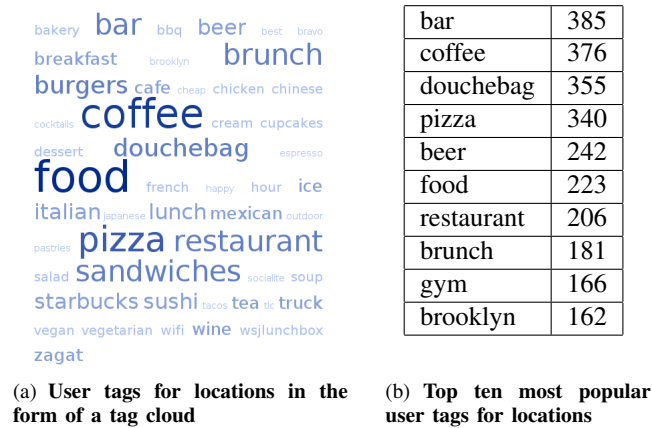 bakery bar bbq beer best bravo
breakfast brooklyn brunch
burgers cafe cheap chicken chinese
cocktails coffee cream cupcakes
dessert douchebag espresso
food french happy hour ice
italian japanese lunch mexican outdoor
pastries pizza restaurant
salad sandwiches socialite soup
starbucks sushi tacos tea tlc truck
vegan vegetarian wifi wine wsjlunchbox
zagat
(a) User tags for locations in the
form of a tag cloud
bar 385
coffee 376
douchebag 355
pizza 340
beer 242
food 223
restaurant 206
brunch 181
gym 166
brooklyn 162
(b) Top ten most popular
user tags for locations